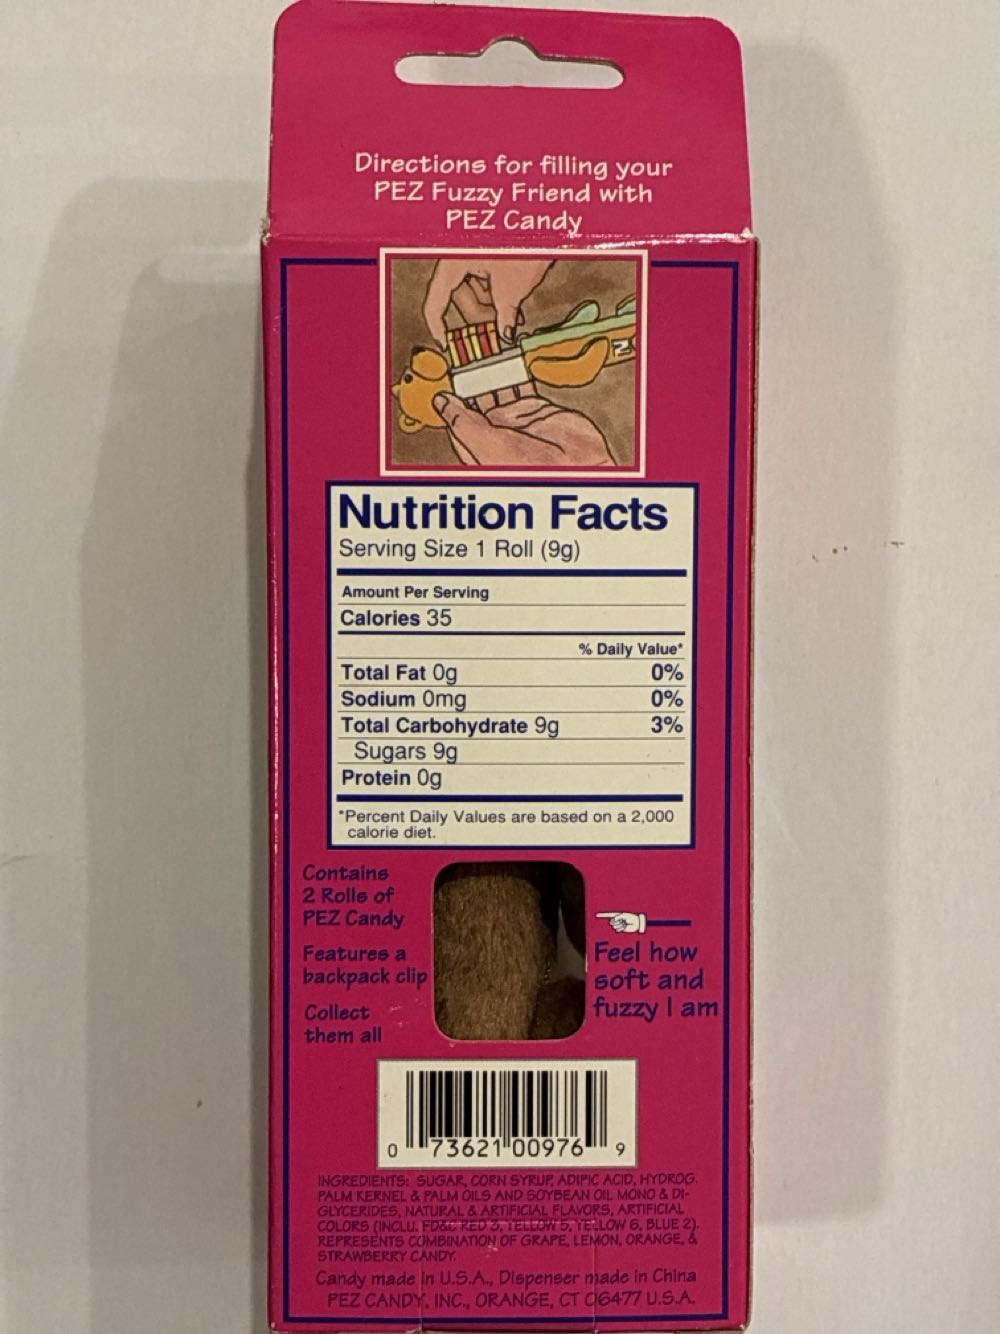 Directions for filling your
PEZ Fuzzy Friend with
PEZ Candy
Nutrition Facts
Serving Size 1 Roll (9g)
Amount Per Serving
Calories 35
% Daily Value*
Total Fat 0g 0%
Sodium 0mg 0%
Total Carbohydrate 9g 3%
Sugars 9g
Protein 0g
*Percent Daily Values are based on a 2,000
calorie diet.
Contains
2 Rolls of
PEZ Candy
Features a
backpack clip
Collect
them all
Feel how
soft and
fuzzy I am
0 73621 00976 9
INGREDIENTS: SUGAR, CORN SYRUP, ADIPIC ACID, HYDROG.
PALM KERNEL & PALM OILS AND SOYBEAN OIL MONO & DI-
GLYCERIDES, NATURAL & ARTIFICIAL FLAVORS, ARTIFICIAL
COLORS (INCLU. FD&C RED 3, YELLOW 5, YELLOW 6, BLUE 2).
REPRESENTS COMBINATION OF GRAPE, LEMON, ORANGE, &
STRAWBERRY CANDY.
Candy made in U.S.A., Dispenser made in China
PEZ CANDY, INC., ORANGE, CT 06477 U.S.A.